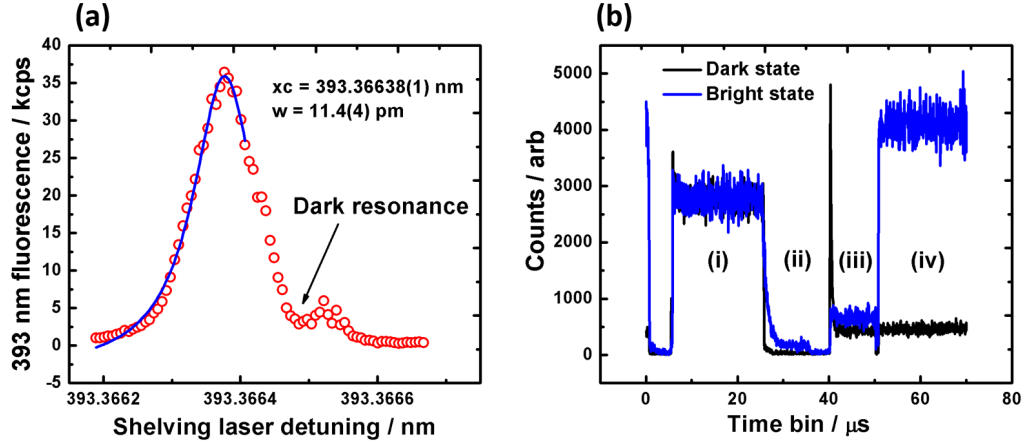 (a)
40
35
30
25
20
15
10
5
0
-5
393 nm fluorescence / kcps
xc = 393.36638(1) nm
w = 11.4(4) pm
Dark resonance
393.3662
393.3664
393.3666
Shelving laser detuning / nm
(b)
5000
4000
3000
2000
1000
0
Counts / arb
Dark state
Bright state
(i)
(ii)
(iii)
(iv)
0
20
40
60
80
Time bin / μs